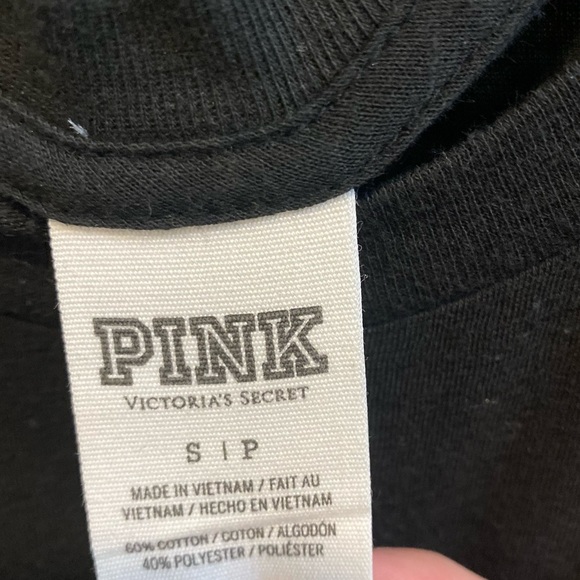 PINK
VICTORIA'S SECRET
S | P
MADE IN VIETNAM / FAIT AU
VIETNAM / HECHO EN VIETNAM
60% COTTON / COTON / ALGODÓN
40% POLYESTER / POLIÉSTER